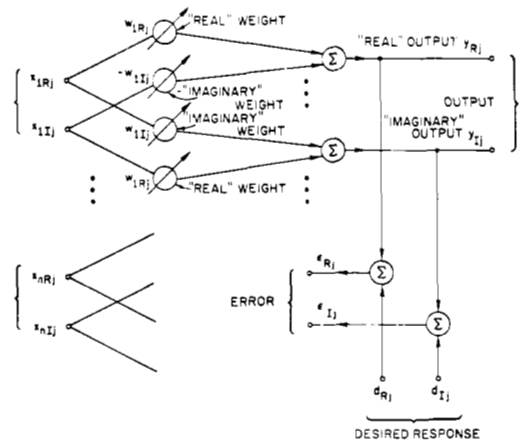 w1Rj "REAL" WEIGHT
"REAL" OUTPUT yRj
x1Rj
-w1Ij
-"IMAGINARY" WEIGHT
Σ
OUTPUT
x1Ij
w1Ij
"IMAGINARY" WEIGHT
"IMAGINARY" OUTPUT yIj
Σ
w1Rj
"REAL" WEIGHT
xnRj
εRj
Σ
ERROR
xnIj
εIj
Σ
dRj
dIj
DESIRED RESPONSE